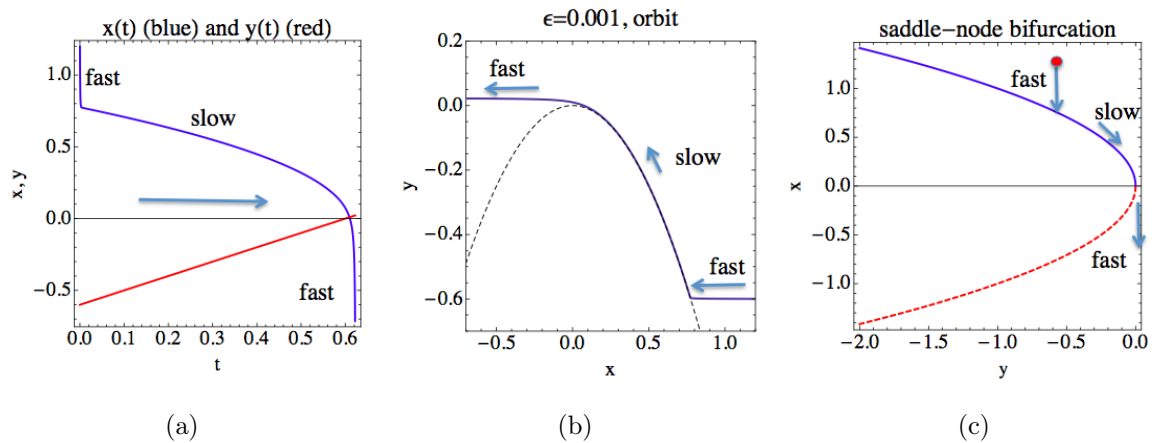 x(t) (blue) and y(t) (red)
fast
slow
fast
x, y
1.0
0.5
0.0
−0.5
0.0 0.1 0.2 0.3 0.4 0.5 0.6
t
(a)
ϵ=0.001, orbit
fast
slow
fast
y
0.2
0.0
−0.2
−0.4
−0.6
−0.5 0.0 0.5 1.0
x
(b)
saddle−node bifurcation
fast
slow
fast
x
1.0
0.5
0.0
−0.5
−1.0
−2.0 −1.5 −1.0 −0.5 0.0
y
(c)